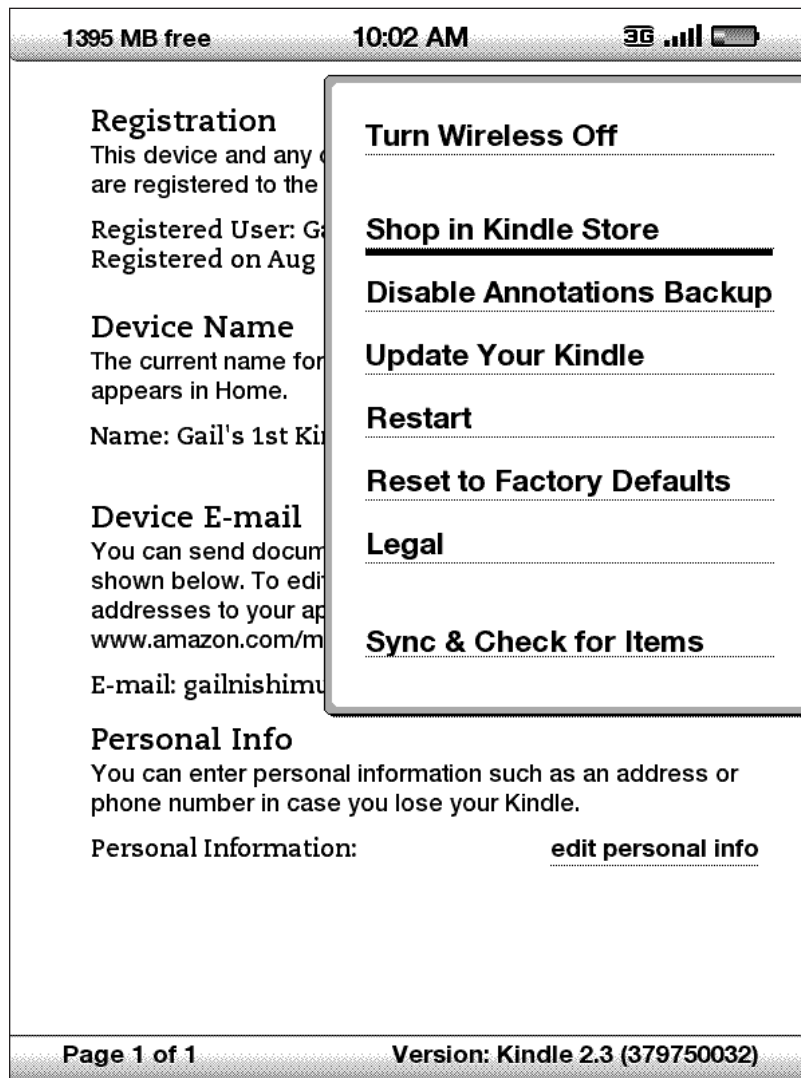 1395 MB free 10:02 AM 3G
Registration
This device and any
are registered to the
Registered User:
Registered on Aug
Device Name
The current name for
appears in Home.
Name: Gail's 1st
Device E-mail
You can send
shown below. To
addresses to your
www.amazon.com/m
E-mail:
Turn Wireless Off
Shop in Kindle Store
Disable Annotations Backup
Update Your Kindle
Restart
Reset to Factory Defaults
Legal
Sync & Check for Items
Personal Info
You can enter personal information such as an address or
phone number in case you lose your Kindle.
Personal Information: edit personal info
Page 1 of 1 Version: Kindle 2.3 (379750032)